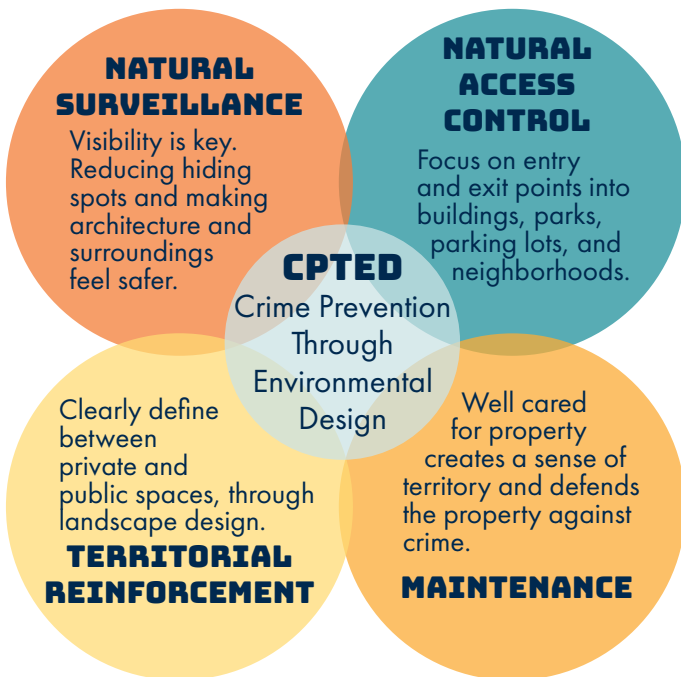 NATURAL
SURVEILLANCE
Visibility is key.
Reducing hiding
spots and making
architecture and
surroundings
feel safer.
NATURAL
ACCESS
CONTROL
Focus on entry
and exit points into
buildings, parks,
parking lots, and
neighborhoods.
CPTED
Crime Prevention
Through
Environmental
Design
Clearly define
between
private and
public spaces, through
landscape design.
TERRITORIAL
REINFORCEMENT
Well cared
for property
creates a sense of
territory and defends
the property against
crime.
MAINTENANCE